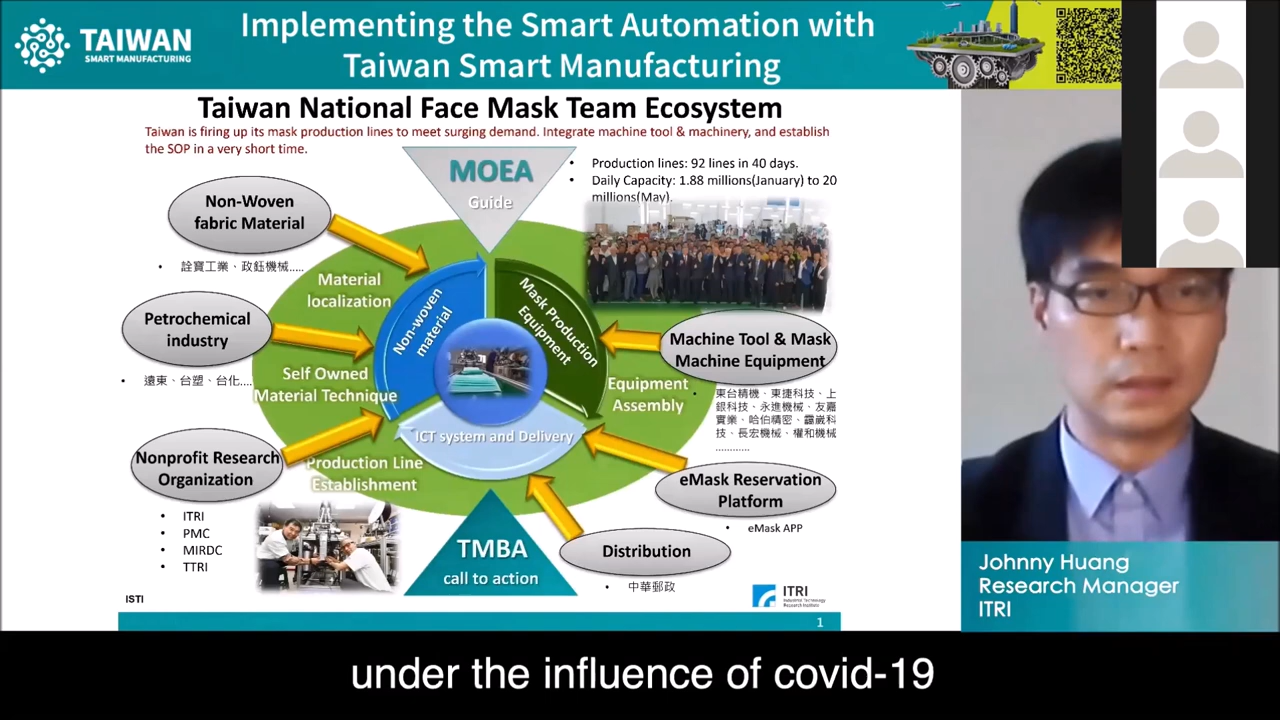 TAIWAN
SMART MANUFACTURING
Implementing the Smart Automation with
Taiwan Smart Manufacturing
Taiwan National Face Mask Team Ecosystem
Taiwan is firing up its mask production lines to meet surging demand. Integrate machine tool & machinery, and establish
the SOP in a very short time.
MOEA
Guide
• Production lines: 92 lines in 40 days.
• Daily Capacity: 1.88 millions(January) to 20
millions(May).
Non-Woven
fabric Material
• 詮寶工業、政鈺機械.....
Material
localization
Non-woven
material
Mask Production
Equipment
Petrochemical
industry
• 遠東、台塑、台化....
Self Owned
Material Technique
Machine Tool & Mask
Machine Equipment
Equipment
Assembly
• 東台精機、東捷科技、上
銀科技、永進機械、友嘉
實業、哈伯精密、靄崴科
技、長宏機械、權和機械
............
ICT system and Delivery
Nonprofit Research
Organization
Production Line
Establishment
• ITRI
• PMC
• MIRDC
• TTRI
eMask Reservation
Platform
• eMask APP
TMBA
call to action
Distribution
• 中華郵政
ISTI
ITRI
Industrial Technology
Research Institute
1
Johnny Huang
Research Manager
ITRI
under the influence of covid-19